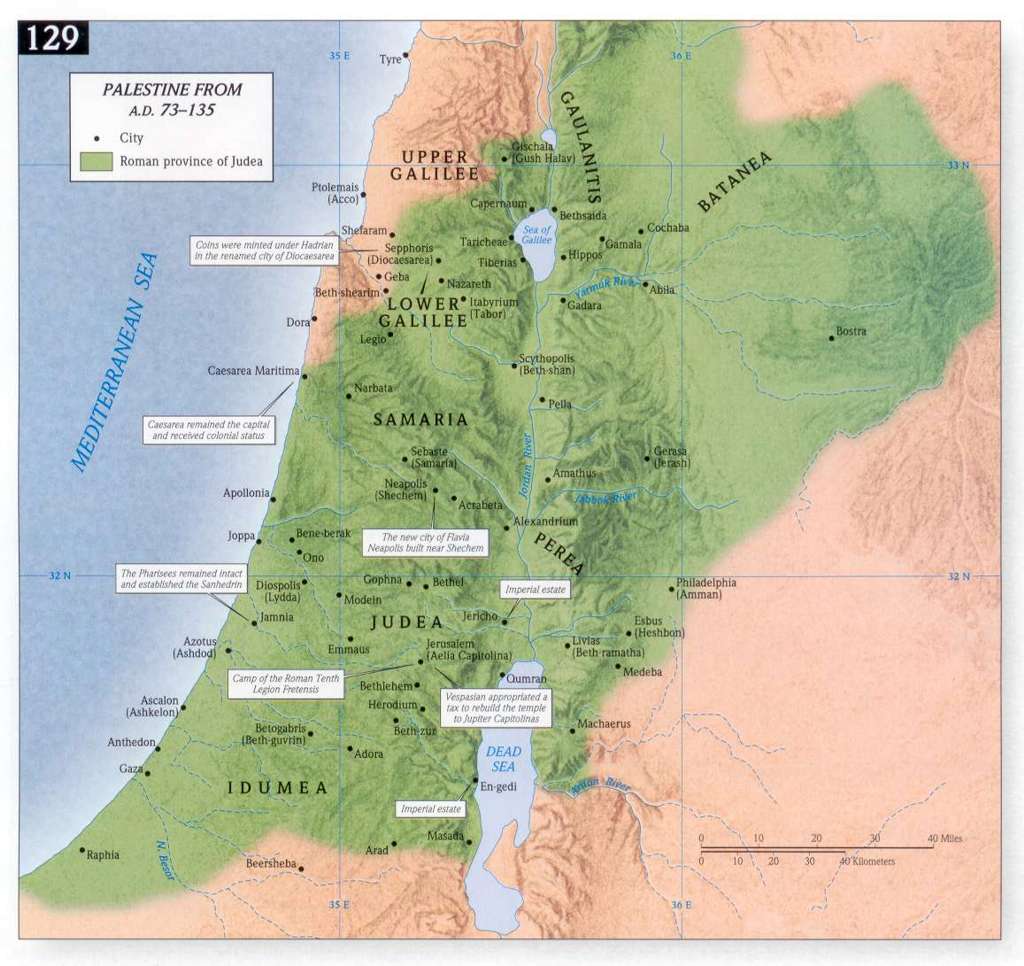 129
PALESTINE FROM
A.D. 73–135
City
Roman province of Judea
35 E
36 E
Tyre
GAULANITIS
Gischala
(Gush Halav)
UPPER
GALILEE
BATANEA
33 N
Ptolemais
(Acco)
Capernaum
Bethsaida
Shefaram
Sea of
Galilee
Cochaba
Coins were minted under Hadrian
in the renamed city of Diocaesarea
Sepphoris
(Diocaesarea)
Taricheae
Gamala
Tiberias
Hippos
Geba
Nazareth
Beth-shearim
Yarmuk River
Abila
LOWER
GALILEE
Itabyrium
(Tabor)
Gadara
Dora
Legio
Bostra
MEDITERRANEAN SEA
Scythopolis
(Beth-shan)
Caesarea Maritima
Narbata
Pella
Caesarea remained the capital
and received colonial status
SAMARIA
Jordan River
Sebaste
(Samaria)
Gerasa
(Jerash)
Amathus
Neapolis
(Shechem)
Acrabeta
Jabbok River
Apollonia
Alexandrium
Joppa
Bene-berak
The new city of Flavia
Neapolis built near Shechem
PEREA
Ono
32 N
32 N
The Pharisees remained intact
and established the Sanhedrin
Diospolis
(Lydda)
Modein
Gophna
Bethel
Imperial estate
Philadelphia
(Amman)
Jamnia
JUDEA
Jericho
Esbus
(Heshbon)
Emmaus
Azotus
(Ashdod)
Jerusalem
(Aelia Capitolina)
Livias
(Beth-ramatha)
Medeba
Camp of the Roman Tenth
Legion Fretensis
Qumran
Bethlehem
Vespasian appropriated a
tax to rebuild the temple
to Jupiter Capitolinas
Ascalon
(Ashkelon)
Herodium
Beth-zur
Machaerus
Betogabris
(Beth-guvrin)
Anthedon
Adora
DEAD
SEA
Gaza
IDUMEA
En-gedi
Arnon River
Imperial estate
Masada
Arad
Raphia
N. Besor
Beersheba
0 10 20 30 40 Miles
0 10 20 30 40 Kilometers
35 E
36 E